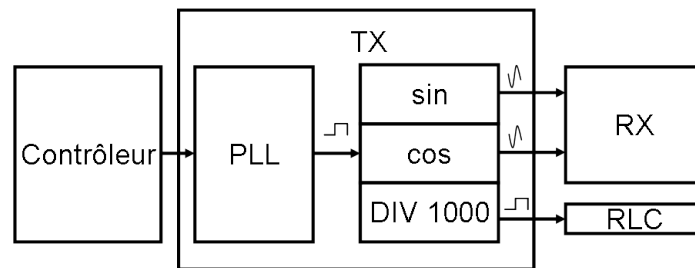 TX
Contrôleur
PLL
sin
cos
DIV 1000
RX
RLC